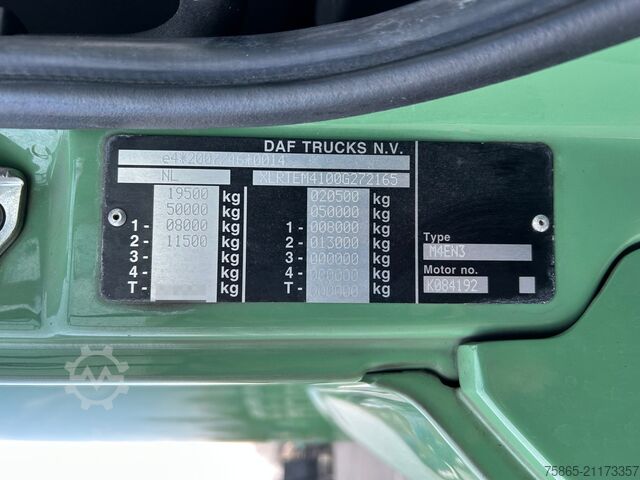 DAF TRUCKS N.V.
e4*2007/46*0014
NL XLRTEM4100G272165
19500 kg 020500 kg
50000 kg 050000 kg
1- 08000 kg 1- 008000 kg
2- 11500 kg 2- 013000 kg
3- kg 3- 000000 kg
4- kg 4- 000000 kg
T- kg T- 000000 kg
Type
M4EN3
Motor no.
K084192
75865-21173357